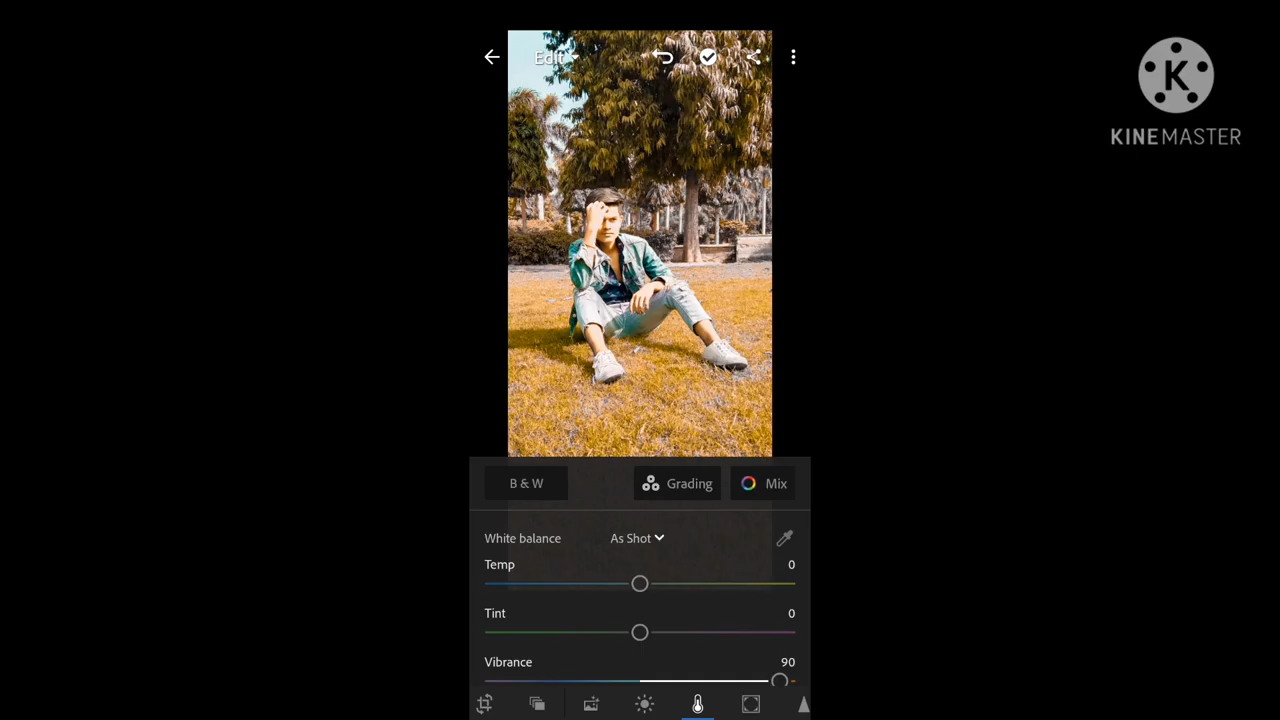 Edit
KINEMASTER
B & W
Grading
Mix
White balance
As Shot
Temp
0
Tint
0
Vibrance
90